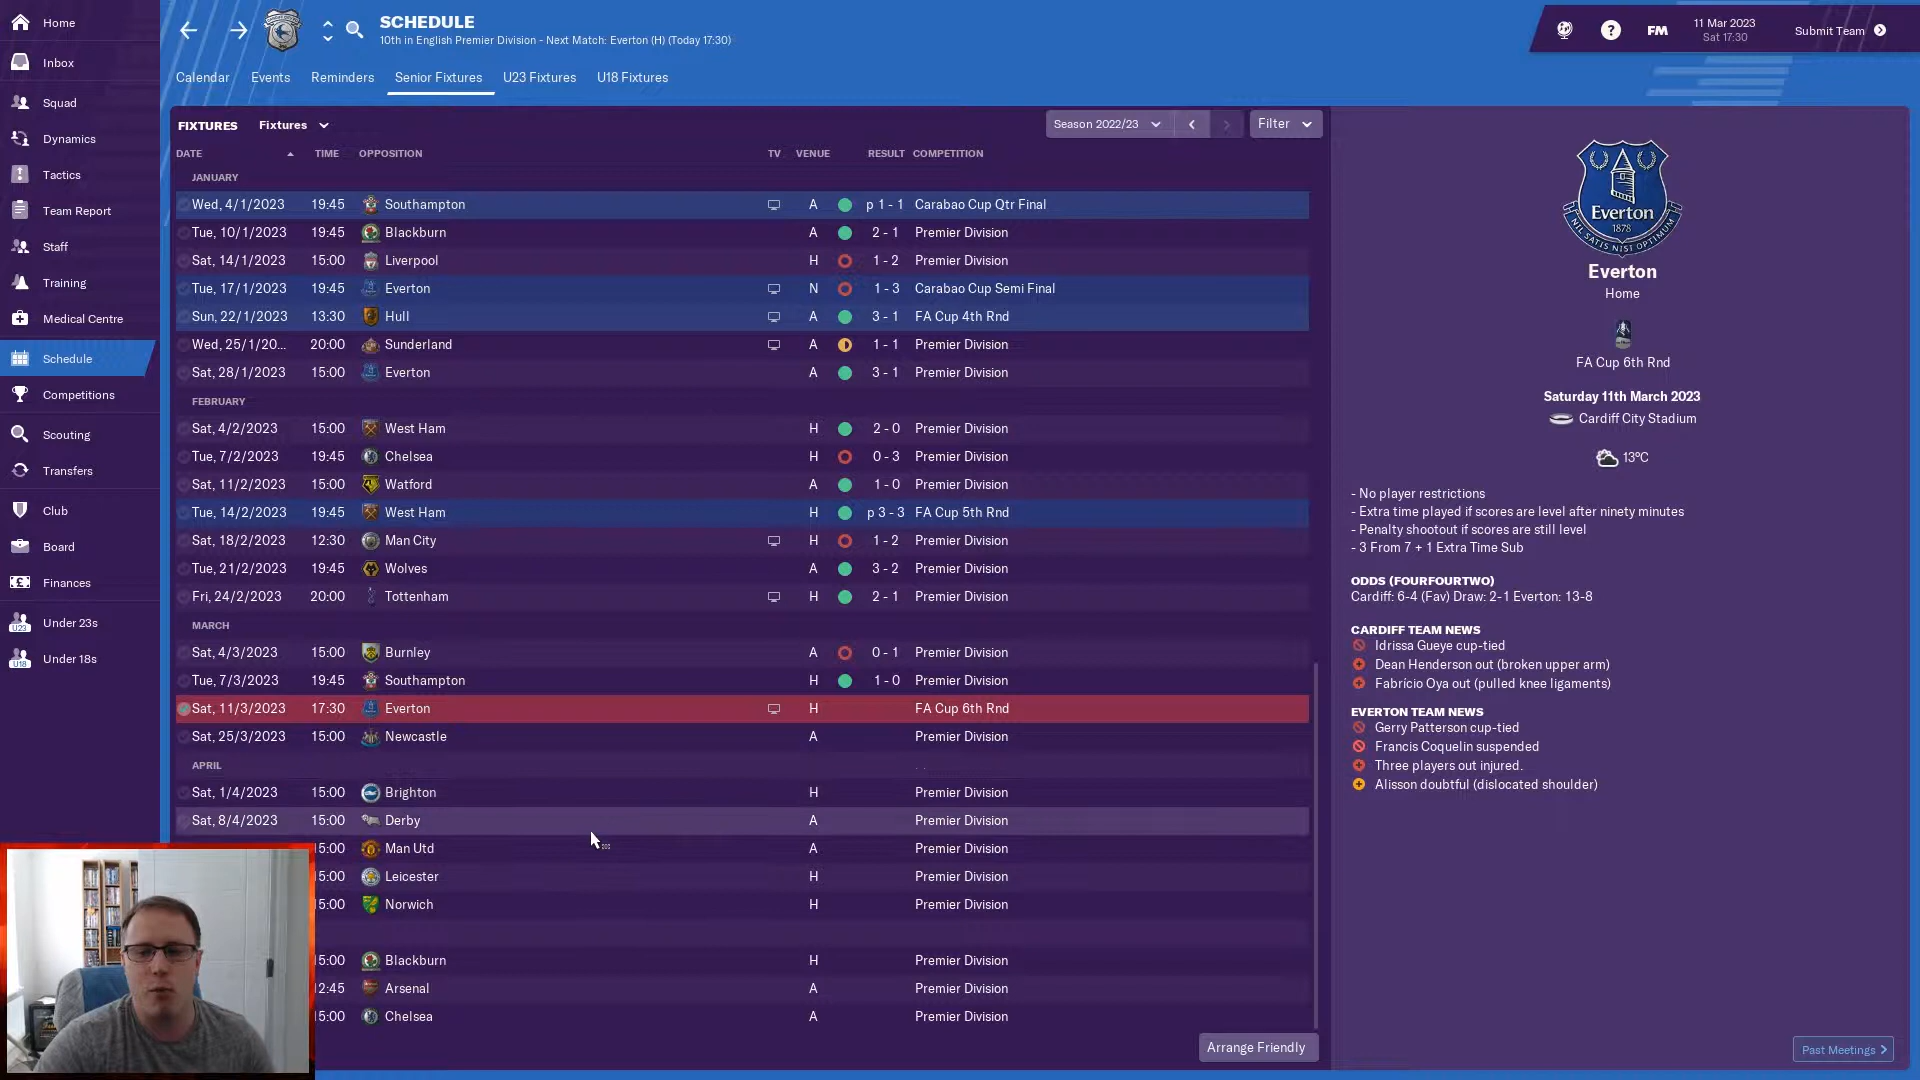 Home
Inbox
Squad
Dynamics
Tactics
Team Report
Staff
Training
Medical Centre
Schedule
Competitions
Scouting
Transfers
Club
Board
Finances
U23 Under 23s
U18 Under 18s
SCHEDULE
10th in English Premier Division - Next Match: Everton (H) (Today 17:30)
FM
11 Mar 2023
Sat 17:30
Submit Team
Calendar Events Reminders Senior Fixtures U23 Fixtures U18 Fixtures
FIXTURES Fixtures Season 2022/23 Filter
DATE TIME OPPOSITION TV VENUE RESULT COMPETITION
JANUARY
Wed, 4/1/2023 19:45 Southampton A p 1 - 1 Carabao Cup Qtr Final
Tue, 10/1/2023 19:45 Blackburn A 2 - 1 Premier Division
Sat, 14/1/2023 15:00 Liverpool H 1 - 2 Premier Division
Tue, 17/1/2023 19:45 Everton N 1 - 3 Carabao Cup Semi Final
Sun, 22/1/2023 13:30 Hull A 3 - 1 FA Cup 4th Rnd
Wed, 25/1/20... 20:00 Sunderland A 1 - 1 Premier Division
Sat, 28/1/2023 15:00 Everton A 3 - 1 Premier Division
FEBRUARY
Sat, 4/2/2023 15:00 West Ham H 2 - 0 Premier Division
Tue, 7/2/2023 19:45 Chelsea H 0 - 3 Premier Division
Sat, 11/2/2023 15:00 Watford A 1 - 0 Premier Division
Tue, 14/2/2023 19:45 West Ham H p 3 - 3 FA Cup 5th Rnd
Sat, 18/2/2023 12:30 Man City H 1 - 2 Premier Division
Tue, 21/2/2023 19:45 Wolves A 3 - 2 Premier Division
Fri, 24/2/2023 20:00 Tottenham H 2 - 1 Premier Division
MARCH
Sat, 4/3/2023 15:00 Burnley A 0 - 1 Premier Division
Tue, 7/3/2023 19:45 Southampton H 1 - 0 Premier Division
Sat, 11/3/2023 17:30 Everton H FA Cup 6th Rnd
Sat, 25/3/2023 15:00 Newcastle A Premier Division
APRIL
Sat, 1/4/2023 15:00 Brighton H Premier Division
Sat, 8/4/2023 15:00 Derby A Premier Division
15:00 Man Utd A Premier Division
15:00 Leicester H Premier Division
15:00 Norwich H Premier Division
15:00 Blackburn H Premier Division
12:45 Arsenal A Premier Division
15:00 Chelsea A Premier Division
Arrange Friendly
Everton
1878
NIL SATIS NISI OPTIMUM
Everton
Home
FA Cup 6th Rnd
Saturday 11th March 2023
Cardiff City Stadium
13°C
- No player restrictions
- Extra time played if scores are level after ninety minutes
- Penalty shootout if scores are still level
- 3 From 7 + 1 Extra Time Sub
ODDS (FOURFOURTWO)
Cardiff: 6-4 (Fav) Draw: 2-1 Everton: 13-8
CARDIFF TEAM NEWS
Idrissa Gueye cup-tied
Dean Henderson out (broken upper arm)
Fabrício Oya out (pulled knee ligaments)
EVERTON TEAM NEWS
Gerry Patterson cup-tied
Francis Coquelin suspended
Three players out injured.
Alisson doubtful (dislocated shoulder)
Past Meetings